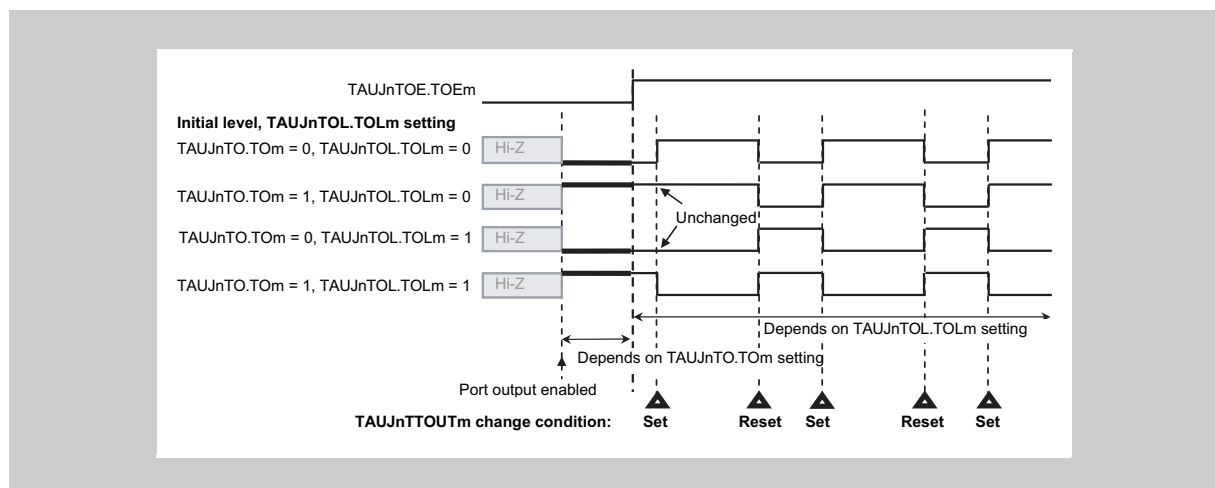 TAUJnTOE.TOEm
Initial level, TAUJnTOL.TOLm setting
TAUJnTO.TOm = 0, TAUJnTOL.TOLm = 0
Hi-Z
TAUJnTO.TOm = 1, TAUJnTOL.TOLm = 0
Hi-Z
Unchanged
TAUJnTO.TOm = 0, TAUJnTOL.TOLm = 1
Hi-Z
TAUJnTO.TOm = 1, TAUJnTOL.TOLm = 1
Hi-Z
Depends on TAUJnTOL.TOLm setting
Depends on TAUJnTO.TOm setting
Port output enabled
TAUJnTTOUTm change condition: Set Reset Set Reset Set